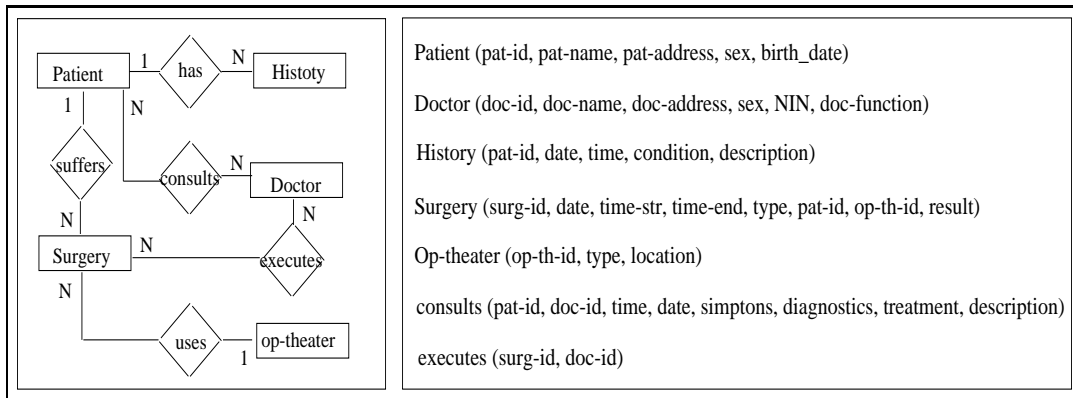 1 N
Patient has Histoty
1 N
suffers consults N Doctor
N N
Surgery N executes
N
uses 1 op-theater
Patient (pat-id, pat-name, pat-address, sex, birth_date)
Doctor (doc-id, doc-name, doc-address, sex, NIN, doc-function)
History (pat-id, date, time, condition, description)
Surgery (surg-id, date, time-str, time-end, type, pat-id, op-th-id, result)
Op-theater (op-th-id, type, location)
consults (pat-id, doc-id, time, date, simptons, diagnostics, treatment, description)
executes (surg-id, doc-id)